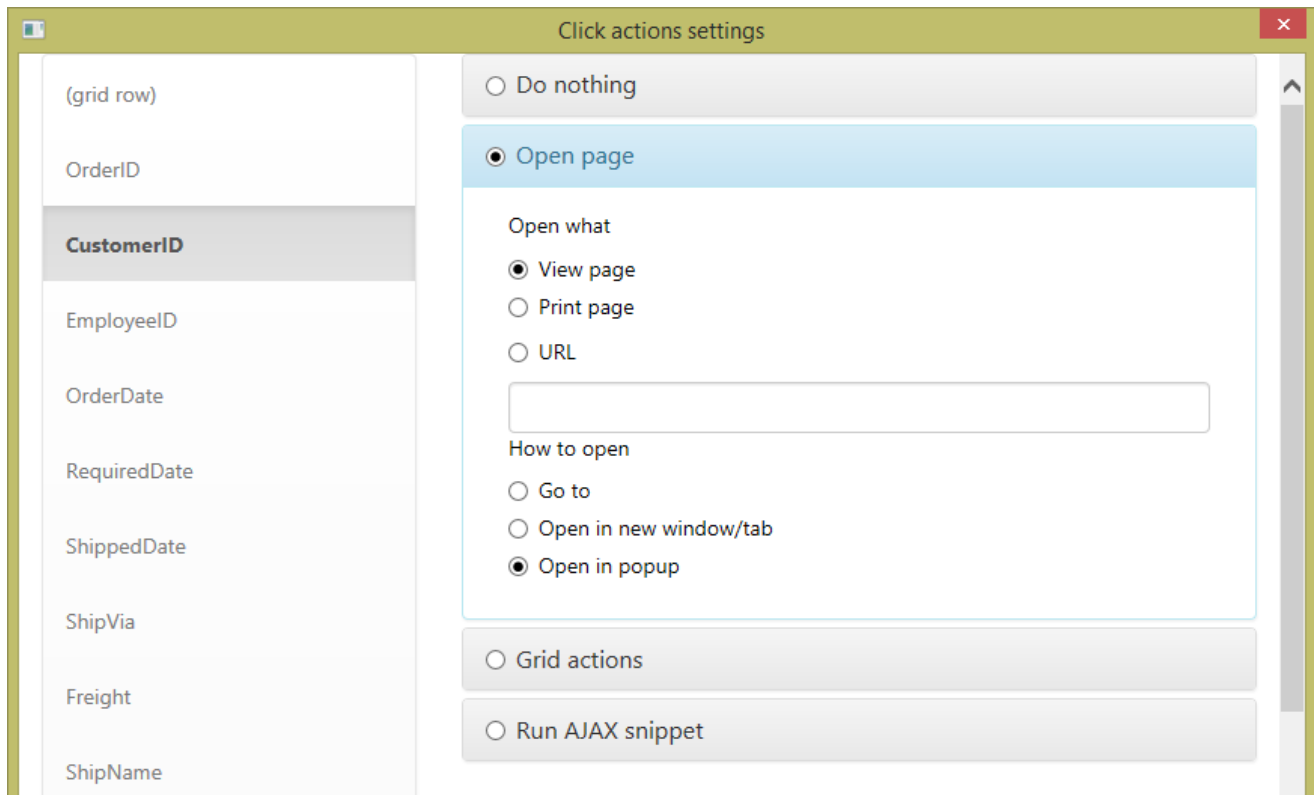 Click actions settings
(grid row)
OrderID
CustomerID
EmployeeID
OrderDate
RequiredDate
ShippedDate
ShipVia
Freight
ShipName
Do nothing
Open page
Open what
View page
Print page
URL
How to open
Go to
Open in new window/tab
Open in popup
Grid actions
Run AJAX snippet